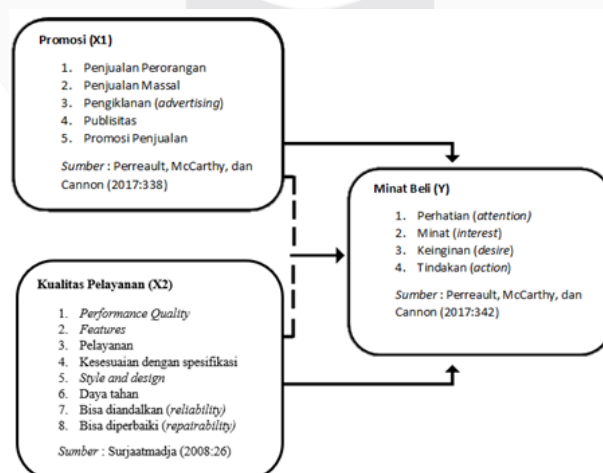 Promosi (X1)
1. Penjualan Perorangan
2. Penjualan Massal
3. Pengiklanan (advertising)
4. Publisitas
5. Promosi Penjualan
Sumber : Perreault, McCarthy, dan
Cannon (2017:338)
Minat Beli (Y)
1. Perhatian (attention)
2. Minat (interest)
3. Keinginan (desire)
4. Tindakan (action)
Sumber : Perreault, McCarthy, dan
Cannon (2017:342)
Kualitas Pelayanan (X2)
1. Performance Quality
2. Features
3. Pelayanan
4. Kesesuaian dengan spesifikasi
5. Style and design
6. Daya tahan
7. Bisa diandalkan (reliability)
8. Bisa diperbaiki (repairability)
Sumber : Surjaatmadja (2008:26)